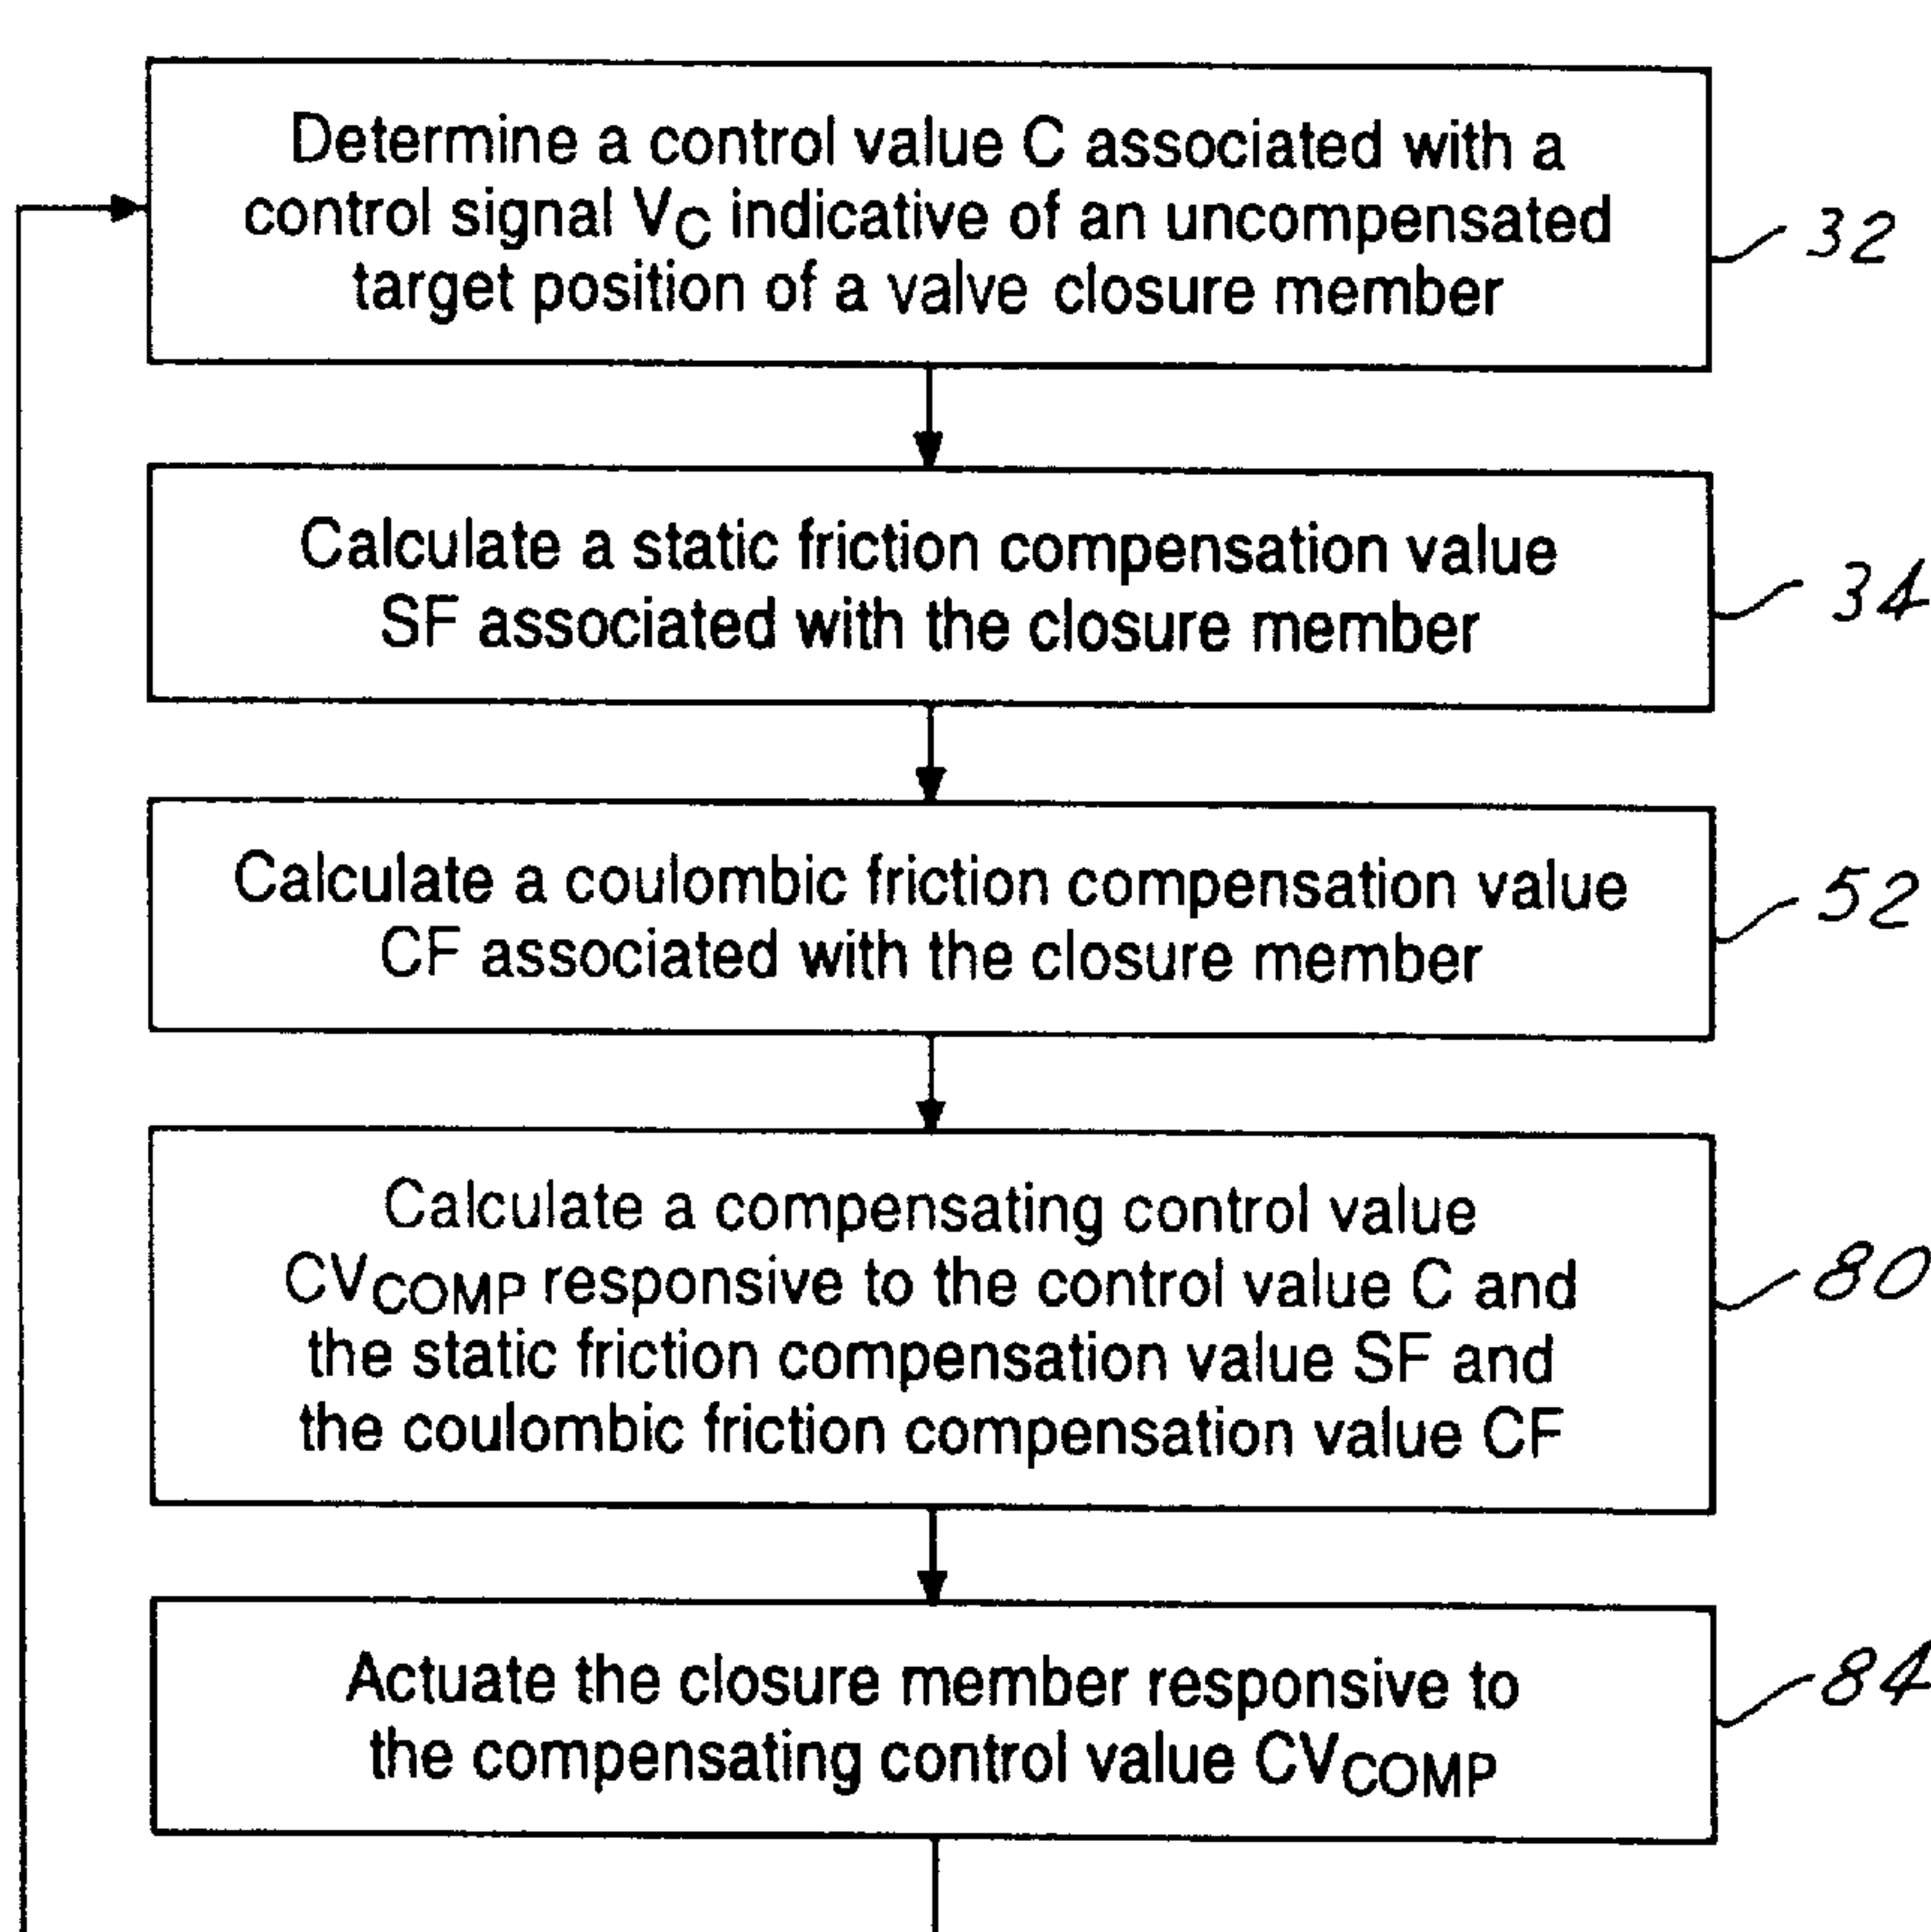 Determine a control value C associated with a
control signal VC indicative of an uncompensated
target position of a valve closure member
32
Calculate a static friction compensation value
SF associated with the closure member
34
Calculate a coulombic friction compensation value
CF associated with the closure member
52
Calculate a compensating control value
CVCOMP responsive to the control value C and
the static friction compensation value SF and
the coulombic friction compensation value CF
80
Actuate the closure member responsive to
the compensating control value CVCOMP
84